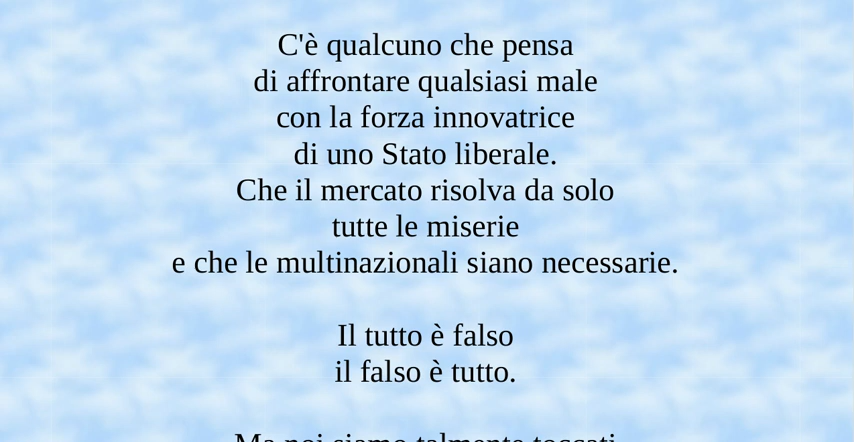 C'è qualcuno che pensa
di affrontare qualsiasi male
con la forza innovatrice
di uno Stato liberale.
Che il mercato risolva da solo
tutte le miserie
e che le multinazionali siano necessarie.
Il tutto è falso
il falso è tutto.
Ma noi siamo talmente toccati